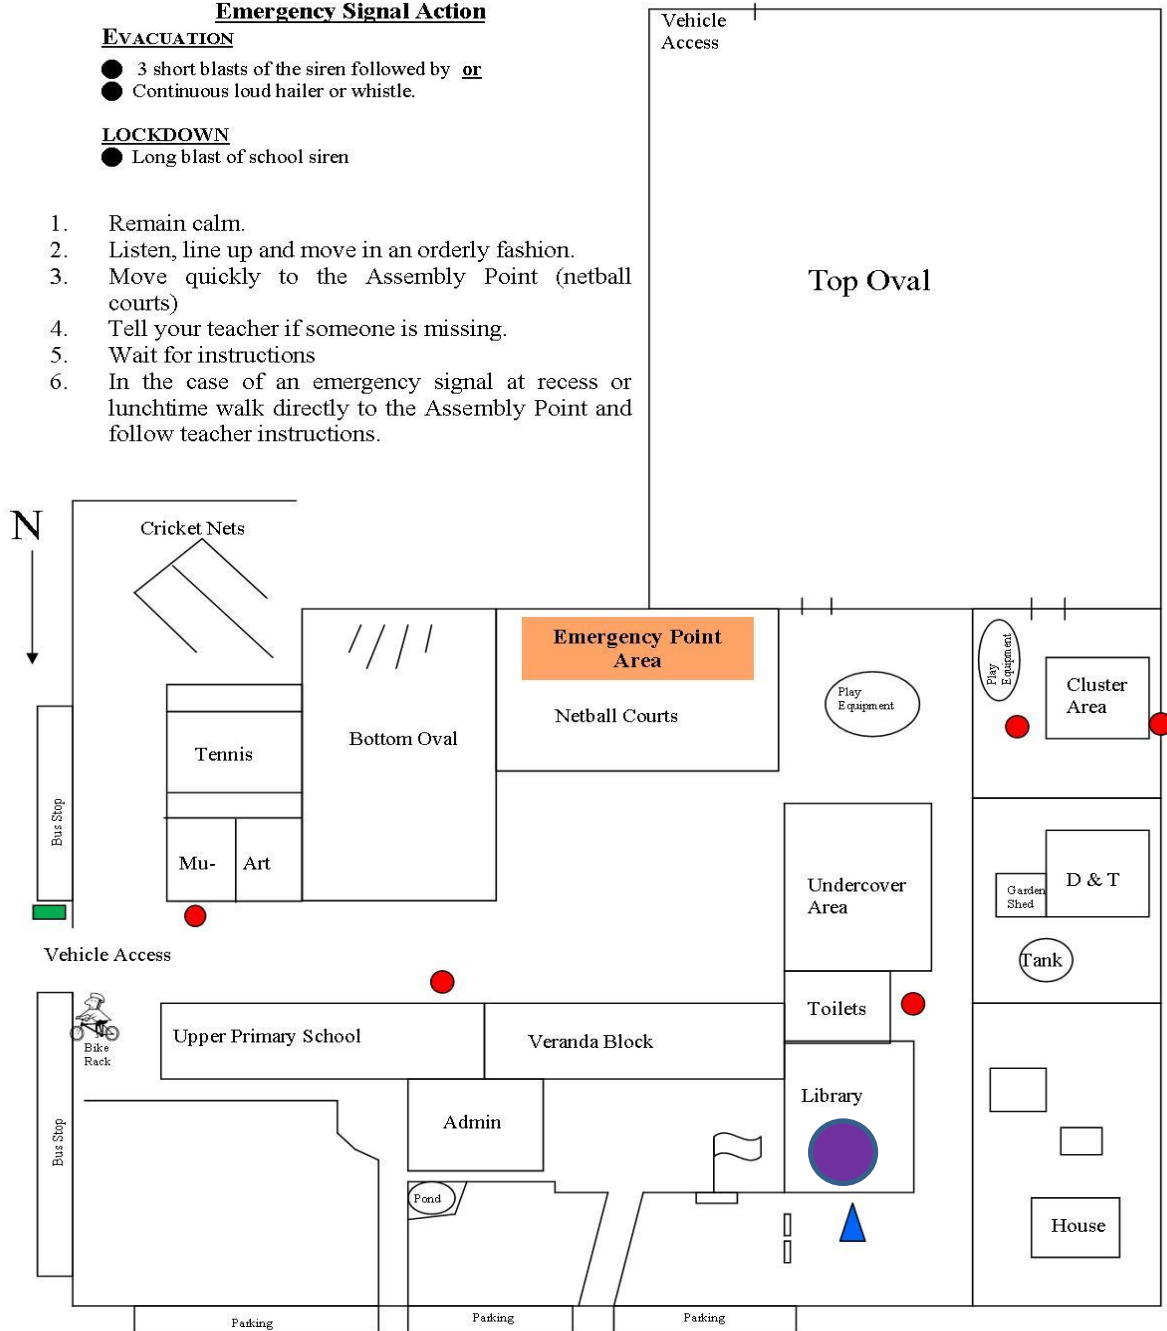 Emergency Signal Action
EVACUATION
3 short blasts of the siren followed by or
Continuous loud hailer or whistle.
LOCKDOWN
Long blast of school siren
1. Remain calm.
2. Listen, line up and move in an orderly fashion.
3. Move quickly to the Assembly Point (netball
courts)
4. Tell your teacher if someone is missing.
5. Wait for instructions
6. In the case of an emergency signal at recess or
lunchtime walk directly to the Assembly Point and
follow teacher instructions.
Vehicle
Access
Top Oval
N
Cricket Nets
Emergency Point
Area
Netball Courts
Play
Equipment
Play
Equipment
Cluster
Area
Bottom Oval
Tennis
Bus Stop
Mu-
Art
Undercover
Area
Garden
Shed
D & T
Vehicle Access
Tank
Toilets
Bike
Rack
Upper Primary School
Veranda Block
Library
Admin
Bus Stop
Pond
House
Parking
Parking
Parking